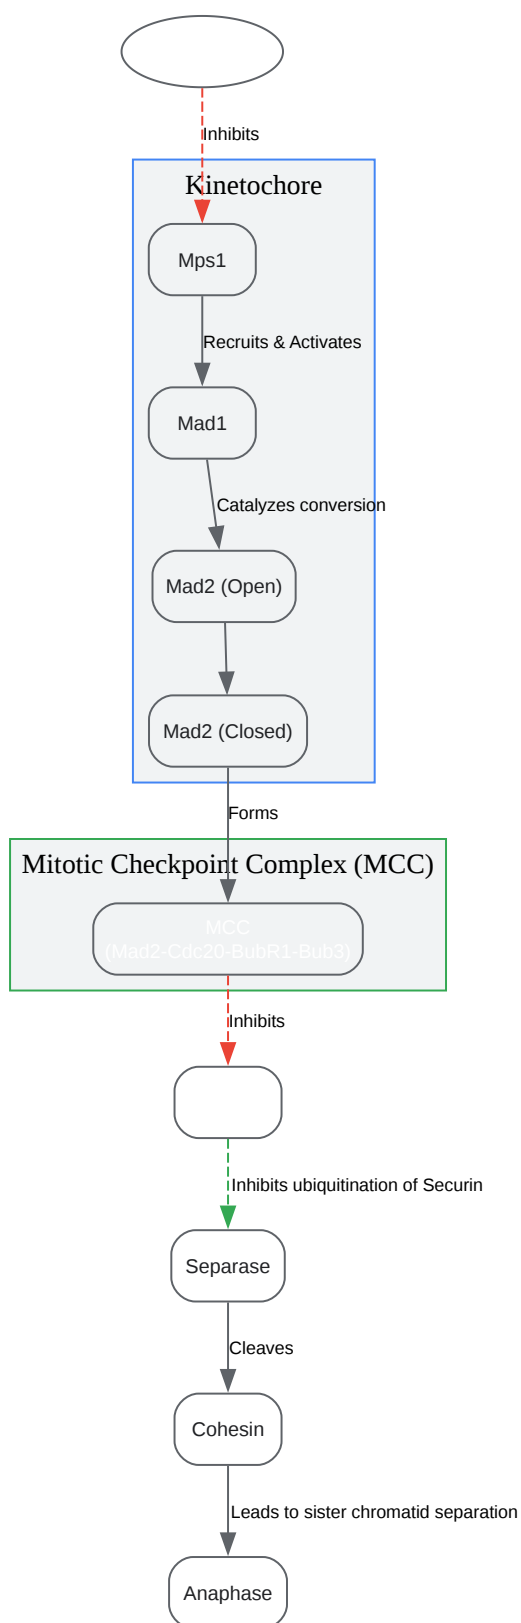 Inhibits
Kinetochore
Mps1
Recruits & Activates
Mad1
Catalyzes conversion
Mad2 (Open)
Mad2 (Closed)
Forms
Mitotic Checkpoint Complex (MCC)
MCC
(Mad2-Cdc20-BubR1-Bub3)
Inhibits
Inhibits ubiquitination of Securin
Separase
Cleaves
Cohesin
Leads to sister chromatid separation
Anaphase